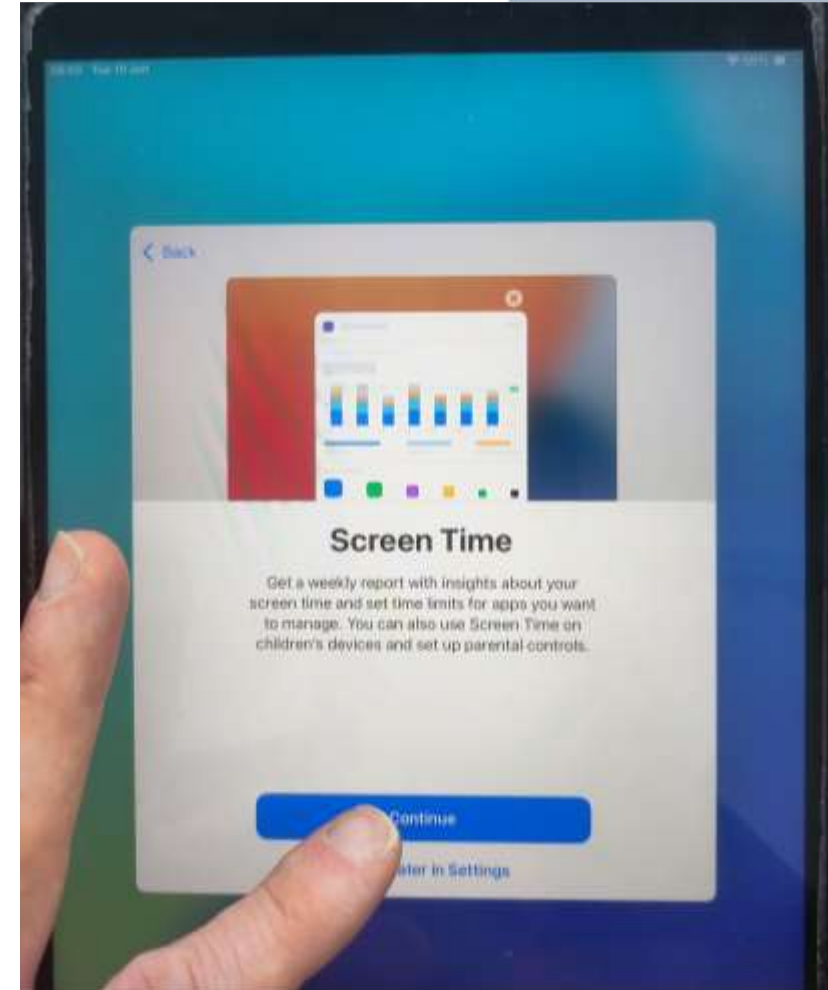 Back
Screen Time
Get a weekly report with insights about your
screen time and set time limits for apps you want
to manage. You can also use Screen Time on
children's devices and set up parental controls.
Continue
ater in Settings